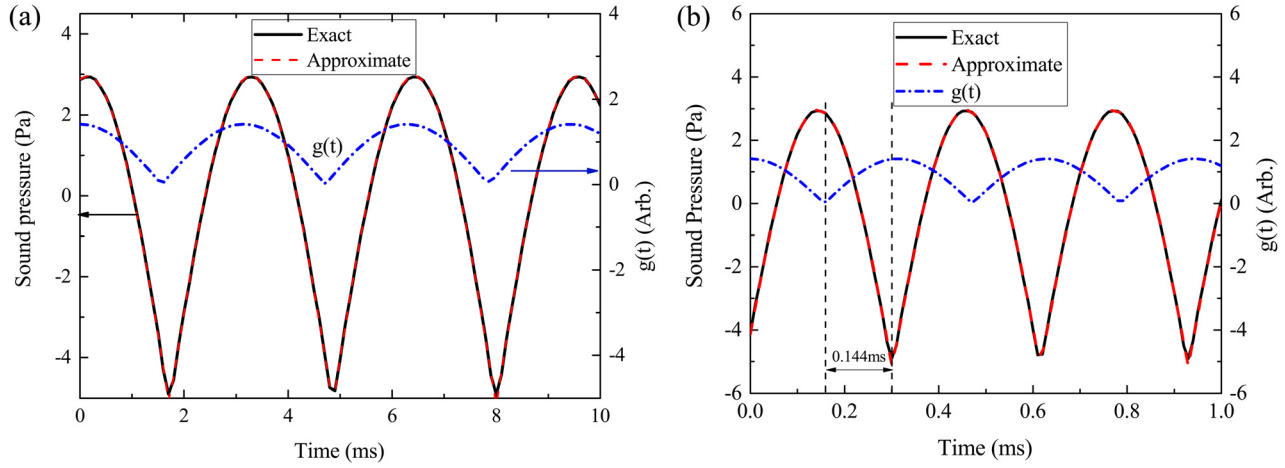 (a)
Exact
Approximate
g(t)
Sound pressure (Pa)
4
2
0
-2
-4
4
2
0
-2
-4
g(t) (Arb.)
0
2
4
6
8
10
Time (ms)
(b)
Exact
Approximate
g(t)
Sound Pressure (Pa)
6
4
2
0
-2
-4
-6
6
4
2
0
-2
-4
-6
g(t) (Arb.)
0.144ms
0.0
0.2
0.4
0.6
0.8
1.0
Time (ms)